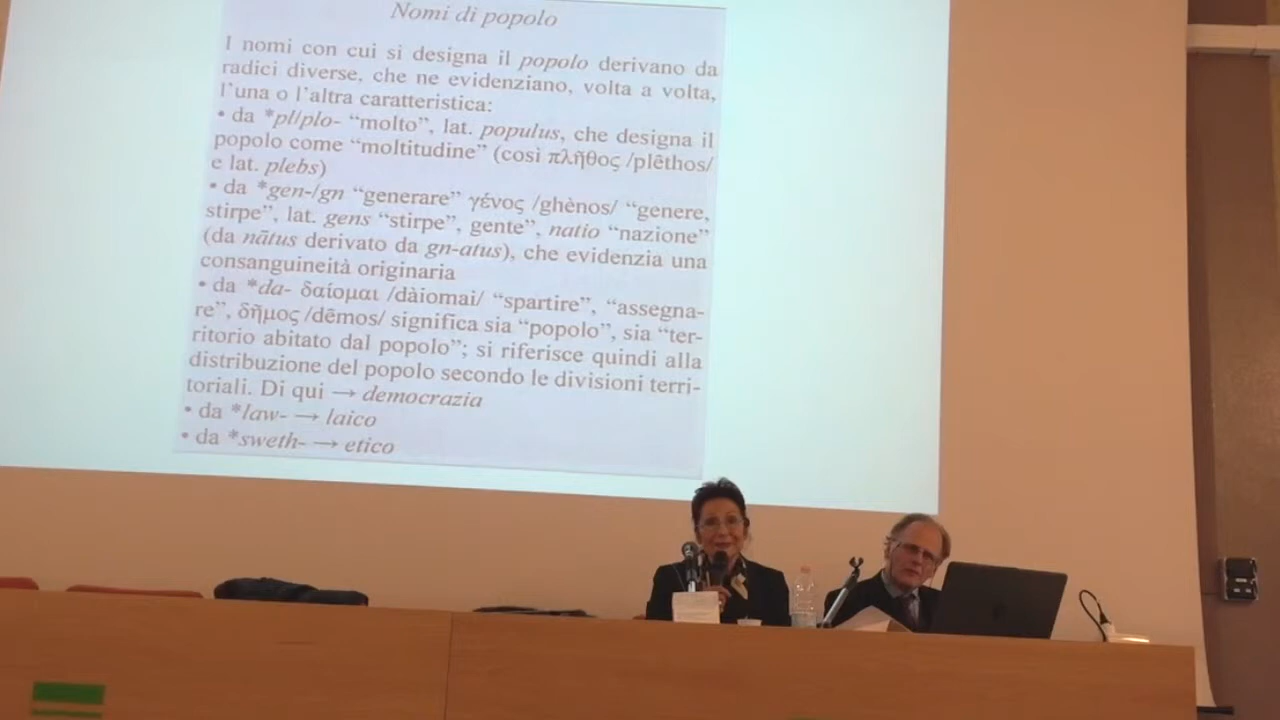 Nomi di popolo
I nomi con cui si designa il popolo derivano da
radici diverse, che ne evidenziano, volta a volta,
l'una o l'altra caratteristica:
• da *pl/plo- “molto”, lat. populus, che designa il
popolo come “moltitudine” (così πλῆθος /plêthos/
e lat. plebs)
• da *gen-/gn “generare” γένος /ghènos/ “genere,
stirpe”, lat. gens “stirpe”, gente”, natio “nazione”
(da nātus derivato da gn-atus), che evidenzia una
consanguineità originaria
• da *da- δαίομαι /dàiomai/ “spartire”, “assegna-
re”, δῆμος /dêmos/ significa sia “popolo”, sia “ter-
ritorio abitato dal popolo”; si riferisce quindi alla
distribuzione del popolo secondo le divisioni terri-
toriali. Di qui → democrazia
• da *law- → laico
• da *sweth- → etico